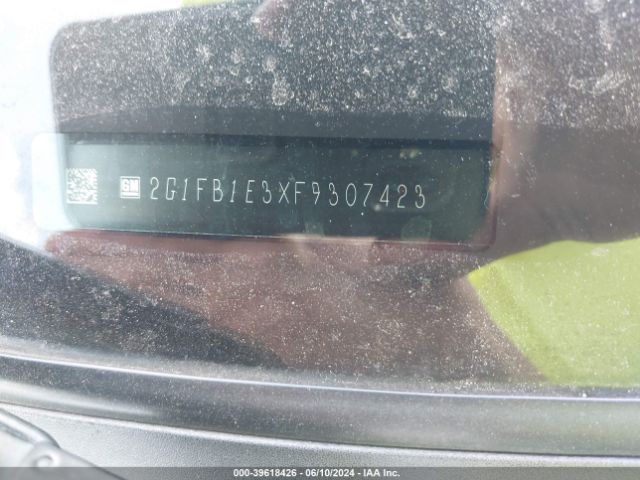 GM 2G1FB1E3XF9307423
000-39618426 - 06/10/2024 - IAA Inc.